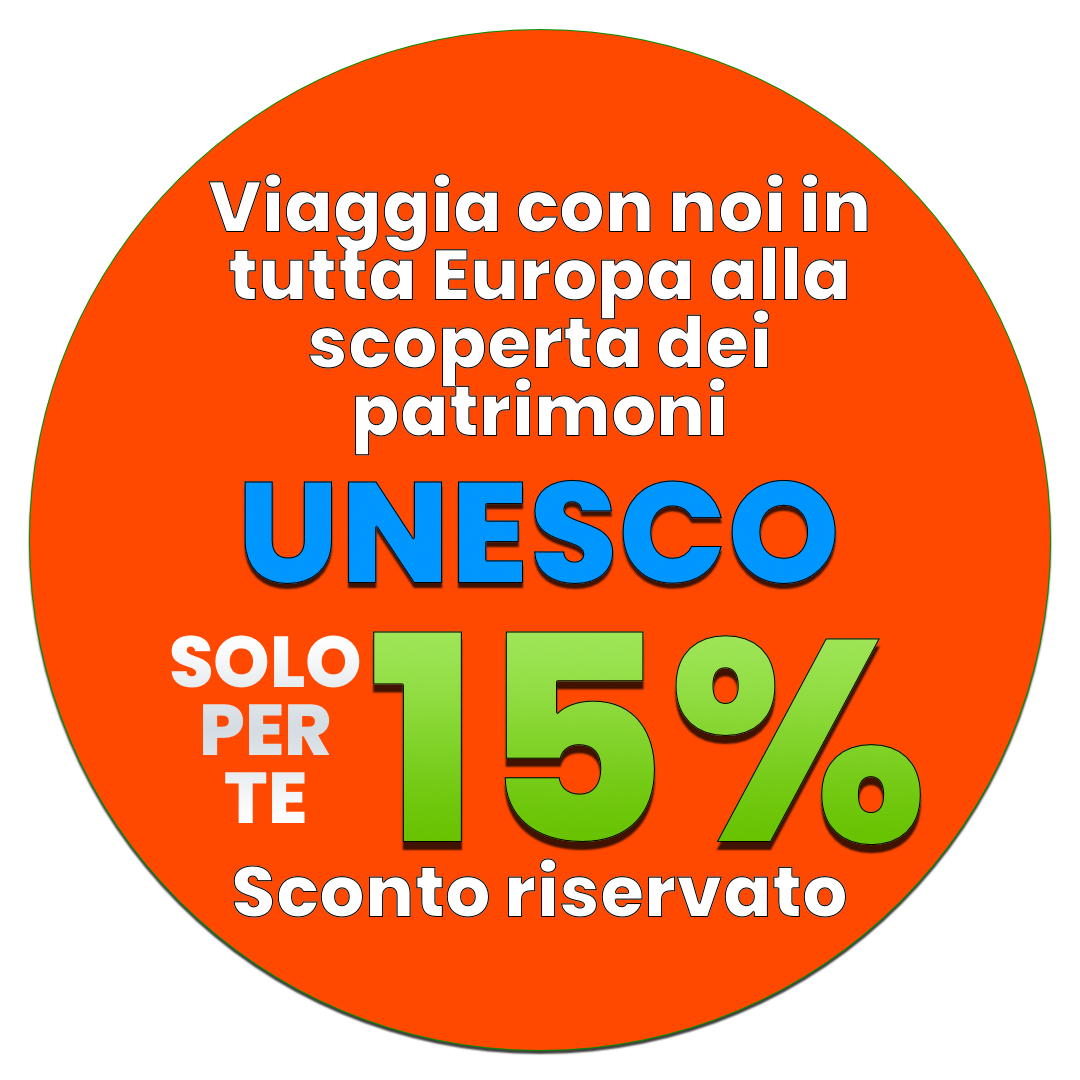 Viaggia con noi in
tutta Europa alla
scoperta dei
patrimoni
UNESCO
SOLO
PER
TE
15%
Sconto riservato